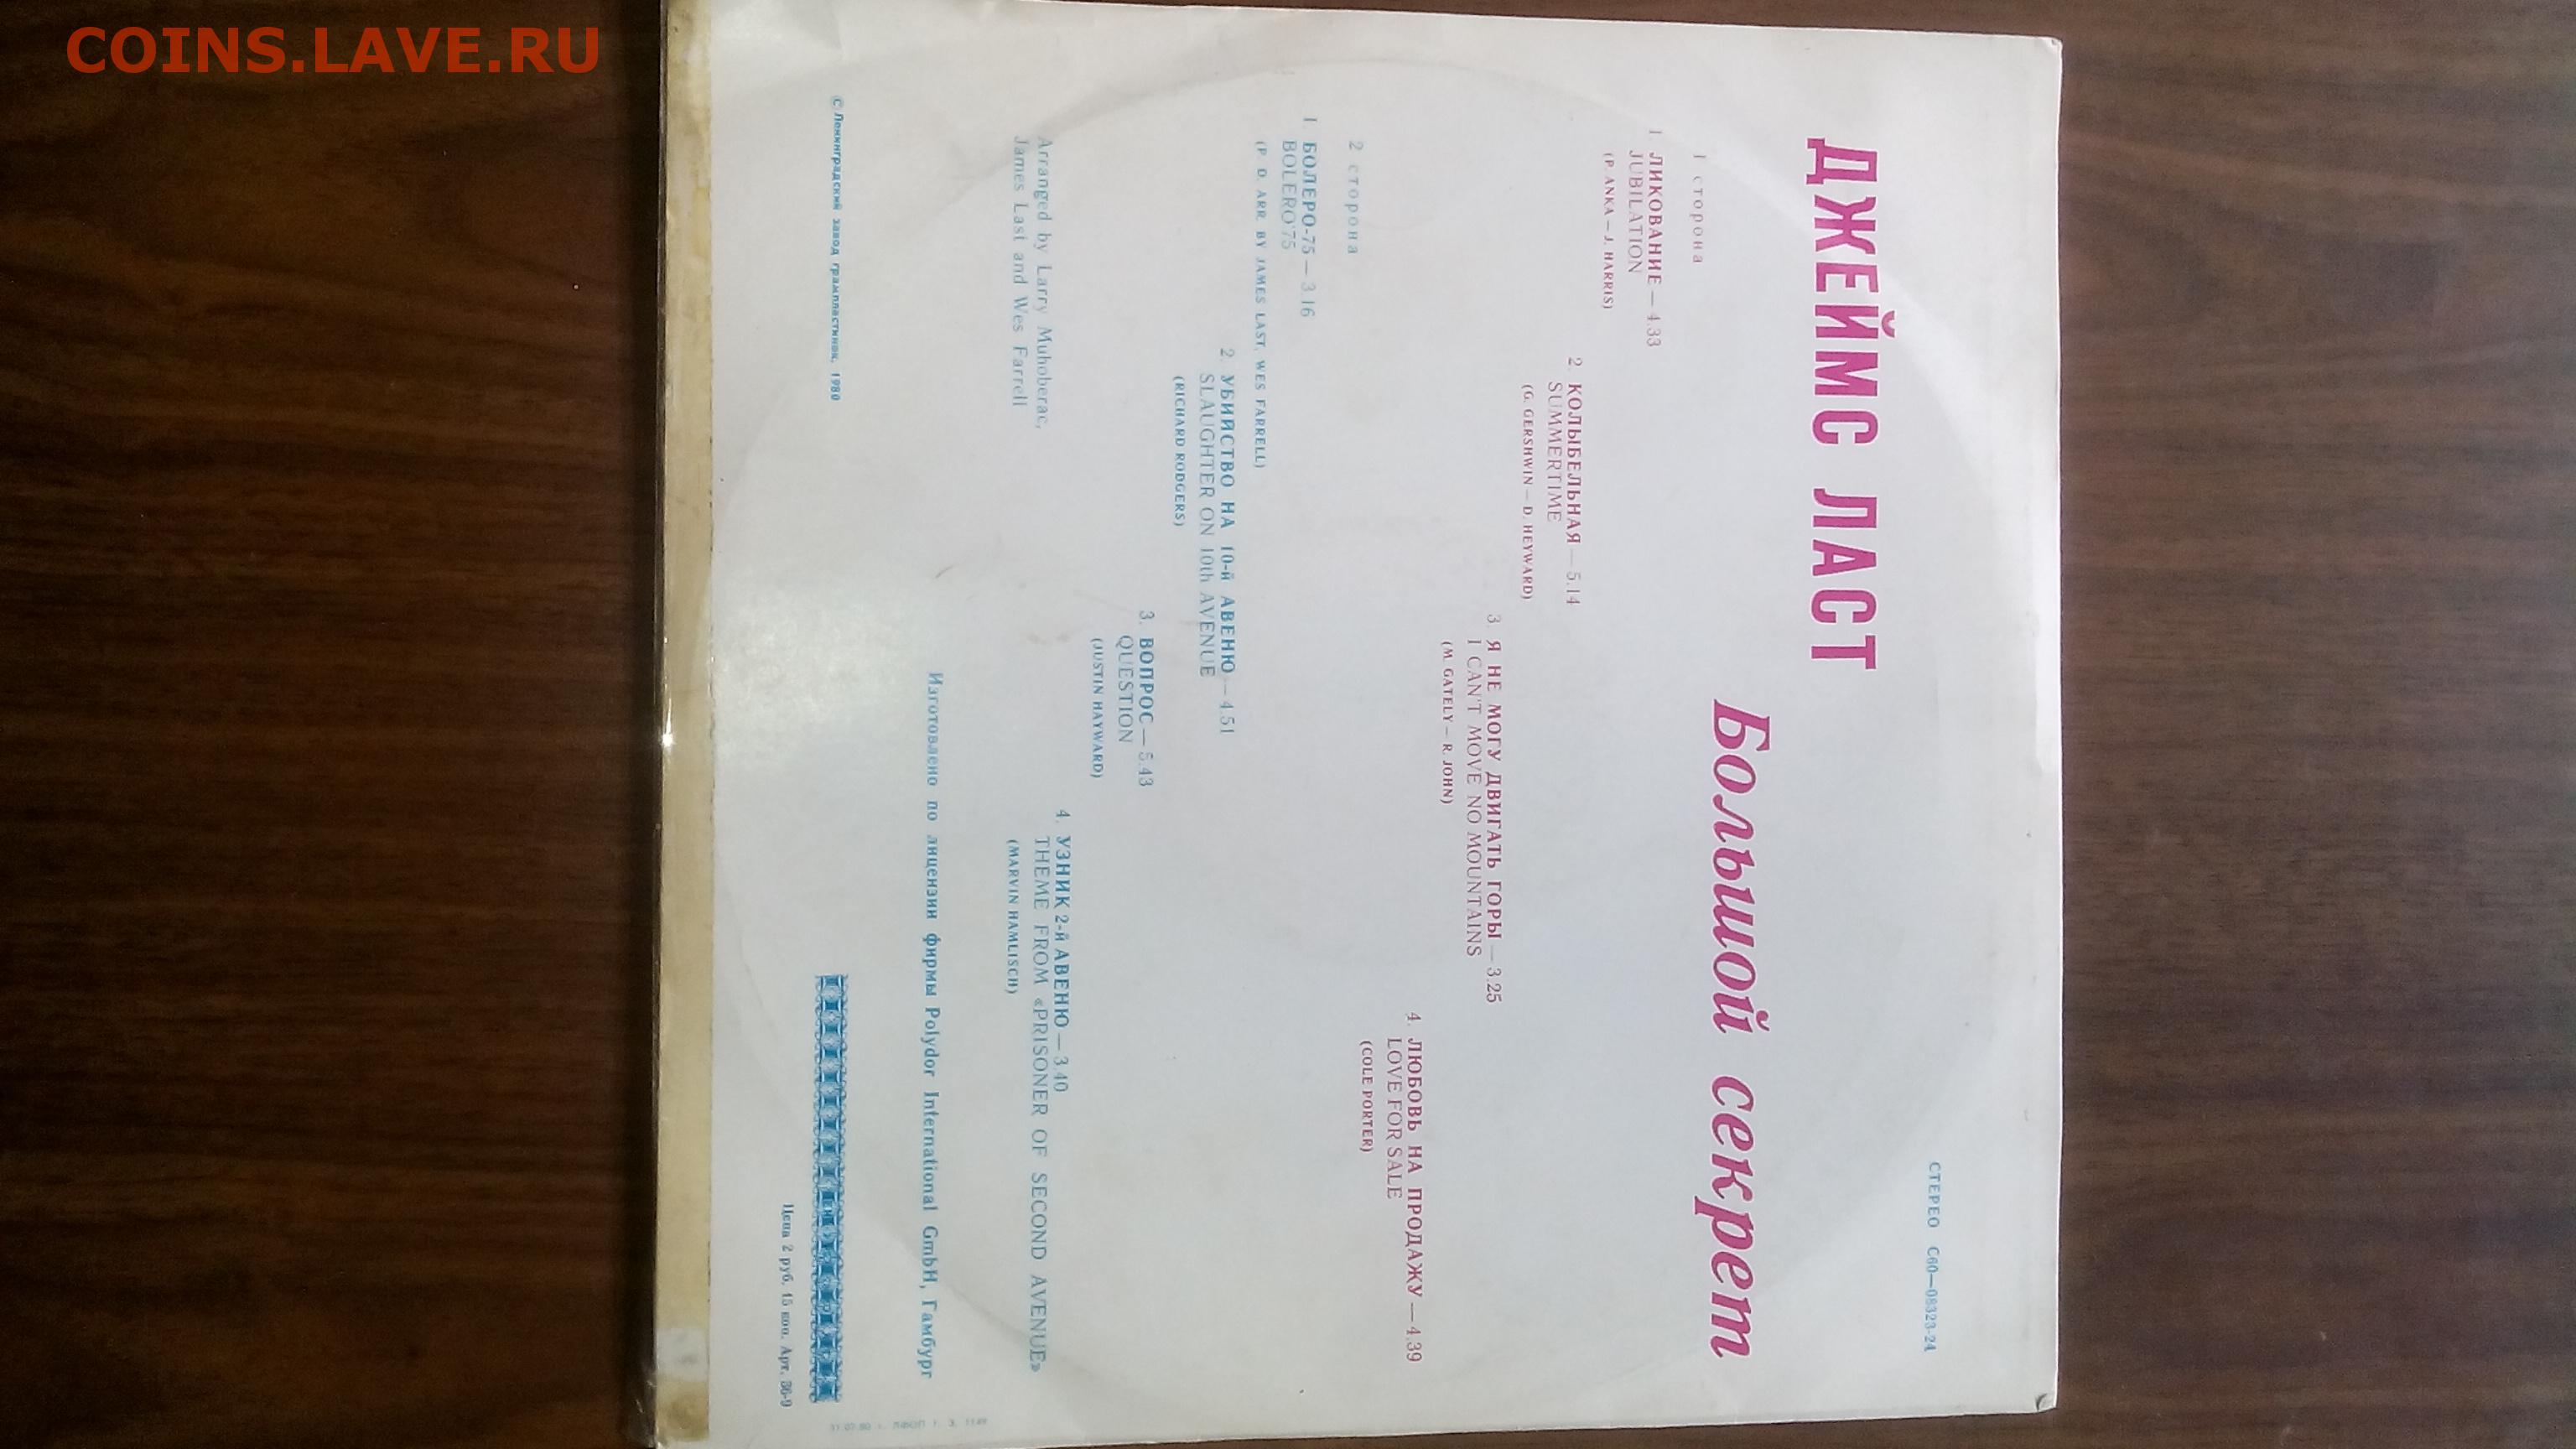 COINS.LAVE.RU
СТЕРЕО С60—08323-24
ДЖЕЙМС ЛАСТ
Большой секрет
1 сторона
1 ЛИКОВАНИЕ — 4.33
JUBILATION
(P. ANKA — J. HARRIS)
2. КОЛЫБЕЛЬНАЯ — 5.14
SUMMERTIME
(G. GERSHWIN — D. HEYWARD)
3. Я НЕ МОГУ ДВИГАТЬ ГОРЫ — 3.25
I CAN'T MOVE NO MOUNTAINS
(M. GATELY — R. JOHN)
4. ЛЮБОВЬ НА ПРОДАЖУ — 4.39
LOVE FOR SALE
(COLE PORTER)
2 сторона
1. БОЛЕРО-75 — 3.16
BOLERO'75
(P. D. ARR. BY JAMES LAST, WES FARRELL)
2. УБИЙСТВО НА 10-й АВЕНЮ — 4.51
SLAUGHTER ON 10th AVENUE
(RICHARD RODGERS)
3. ВОПРОС — 5.43
QUESTION
(JUSTIN HAYWARD)
4. УЗНИК 2-й АВЕНЮ — 3.40
THEME FROM «PRISONER OF SECOND AVENUE»
(MARVIN HAMLISCH)
Arranged by Larry Muhoberac,
James Last and Wes Farrell
Изготовлено по лицензии фирмы Polydor International GmbH, Гамбург
© Ленинградский завод грампластинок, 1980
Цена 2 руб. 15 коп. Арт. 36-9